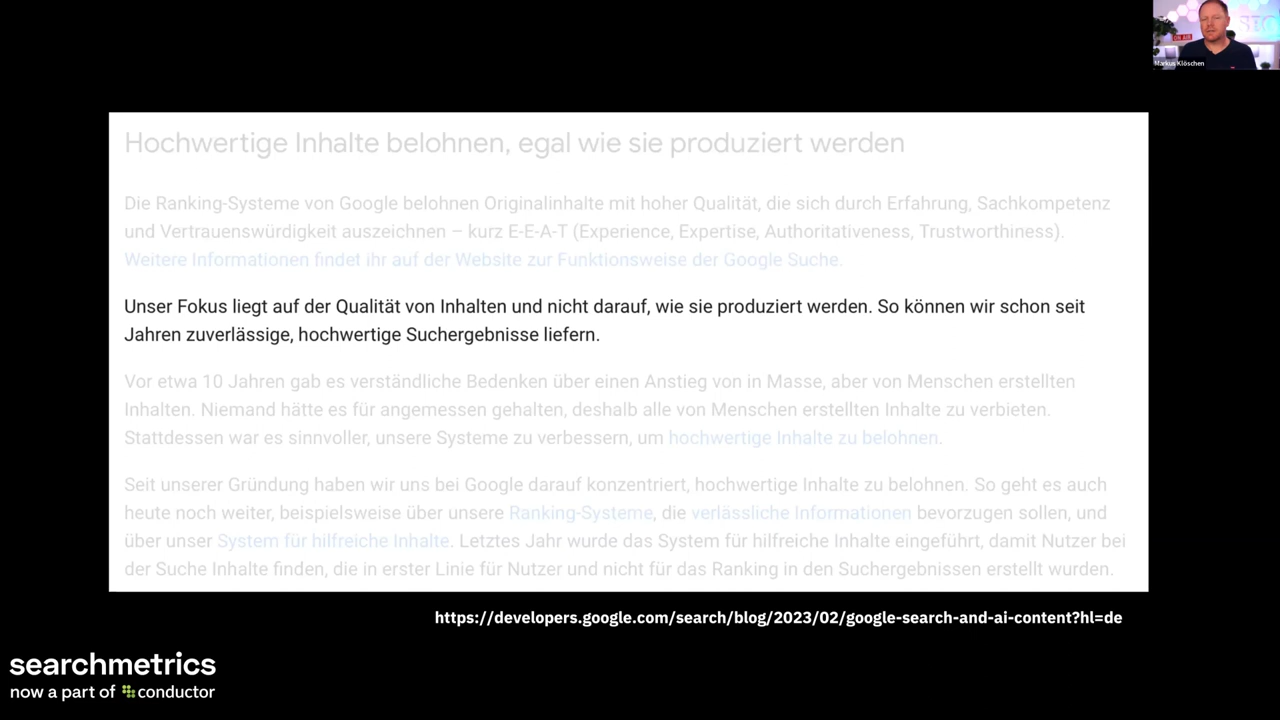 ON AIR
SEO
Markus Klöschen
Hochwertige Inhalte belohnen, egal wie sie produziert werden
Die Ranking-Systeme von Google belohnen Originalinhalte mit hoher Qualität, die sich durch Erfahrung, Sachkompetenz
und Vertrauenswürdigkeit auszeichnen – kurz E-E-A-T (Experience, Expertise, Authoritativeness, Trustworthiness).
Weitere Informationen findet ihr auf der Website zur Funktionsweise der Google Suche.
Unser Fokus liegt auf der Qualität von Inhalten und nicht darauf, wie sie produziert werden. So können wir schon seit
Jahren zuverlässige, hochwertige Suchergebnisse liefern.
Vor etwa 10 Jahren gab es verständliche Bedenken über einen Anstieg von in Masse, aber von Menschen erstellten
Inhalten. Niemand hätte es für angemessen gehalten, deshalb alle von Menschen erstellten Inhalte zu verbieten.
Stattdessen war es sinnvoller, unsere Systeme zu verbessern, um hochwertige Inhalte zu belohnen.
Seit unserer Gründung haben wir uns bei Google darauf konzentriert, hochwertige Inhalte zu belohnen. So geht es auch
heute noch weiter, beispielsweise über unsere Ranking-Systeme, die verlässliche Informationen bevorzugen sollen, und
über unser System für hilfreiche Inhalte. Letztes Jahr wurde das System für hilfreiche Inhalte eingeführt, damit Nutzer bei
der Suche Inhalte finden, die in erster Linie für Nutzer und nicht für das Ranking in den Suchergebnissen erstellt wurden.
https://developers.google.com/search/blog/2023/02/google-search-and-ai-content?hl=de
searchmetrics
now a part of conductor